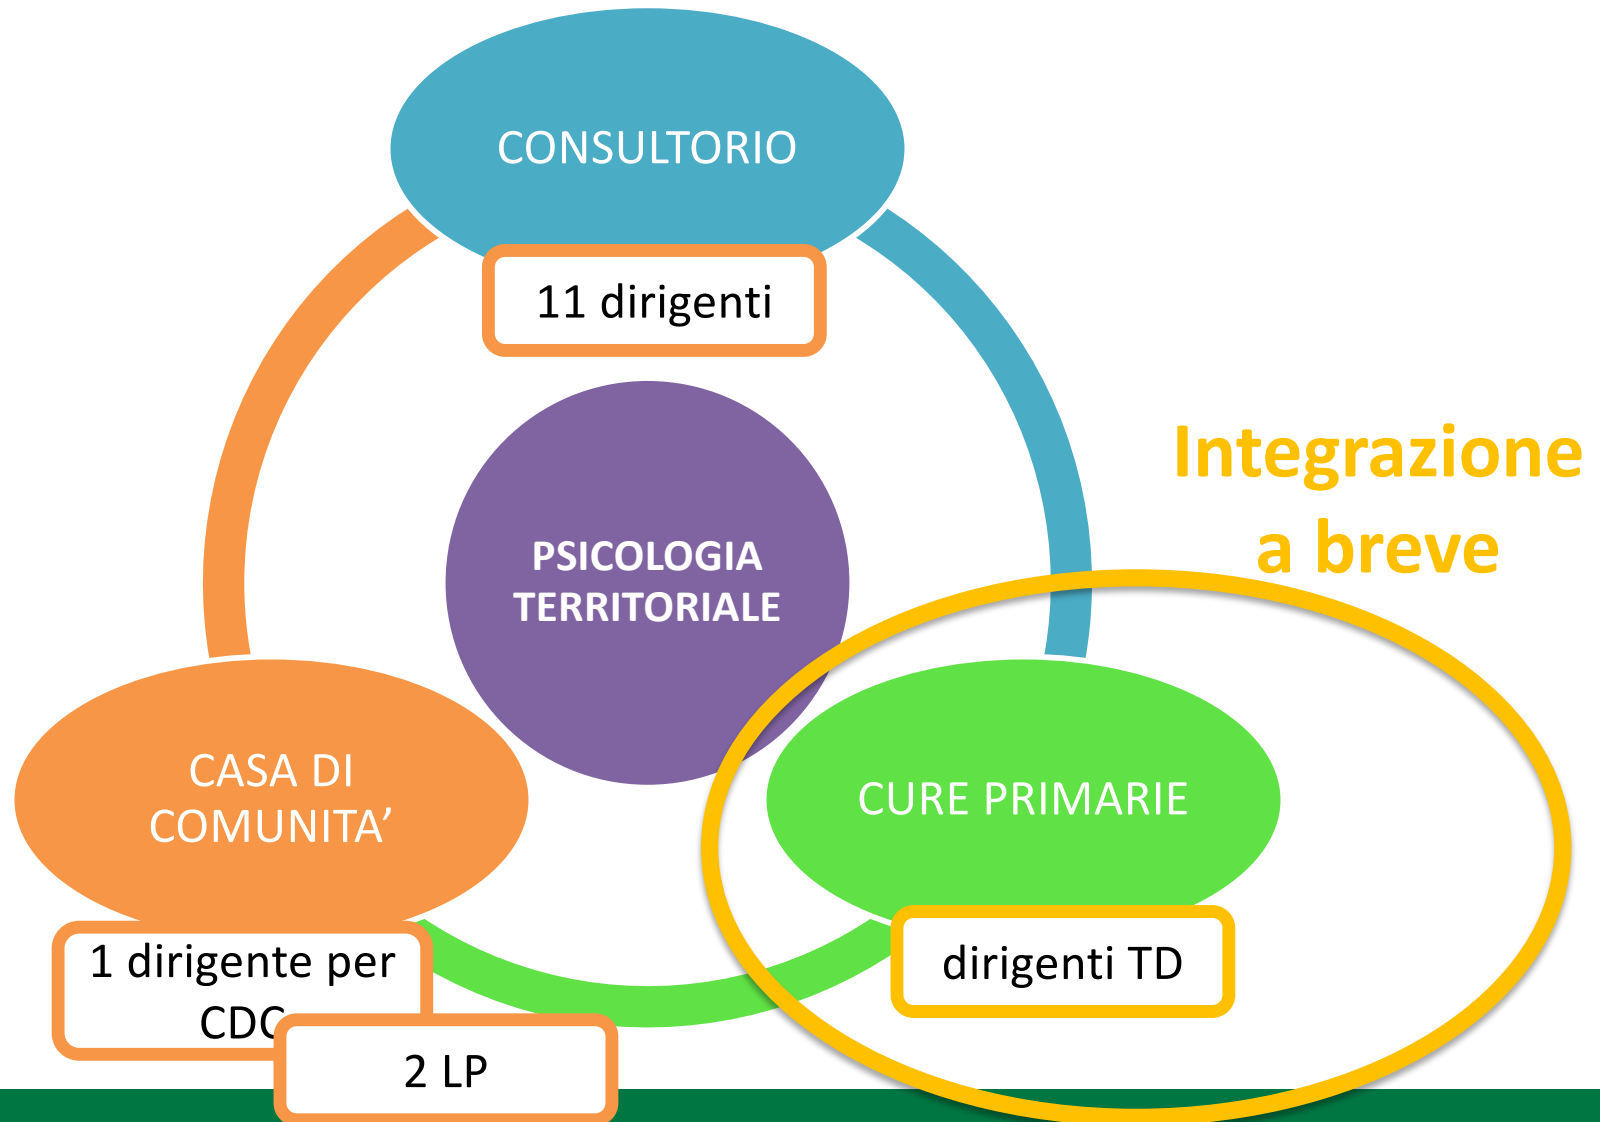 CONSULTORIO
11 dirigenti
Integrazione
a breve
PSICOLOGIA
TERRITORIALE
CASA DI
COMUNITA’
CURE PRIMARIE
1 dirigente per
CDC
dirigenti TD
2 LP